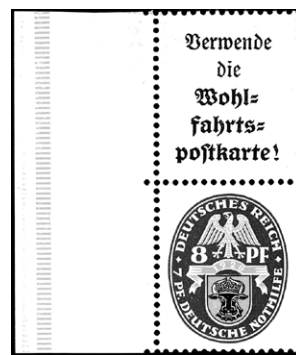 Verwende
die
Wohl=
fahrts=
postkarte!
DEUTSCHES REICH
8 PF
+ 7 PF. DEUTSCHE NOTHILFE